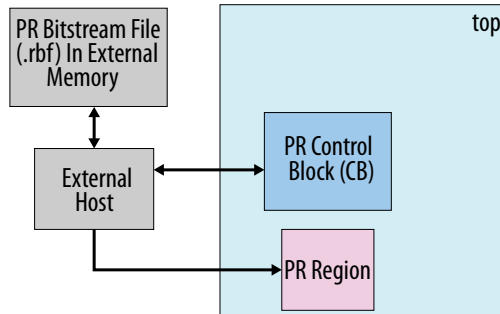 PR Bitstream File
(.rbf) In External
Memory
top
PR Control
Block (CB)
External
Host
PR Region